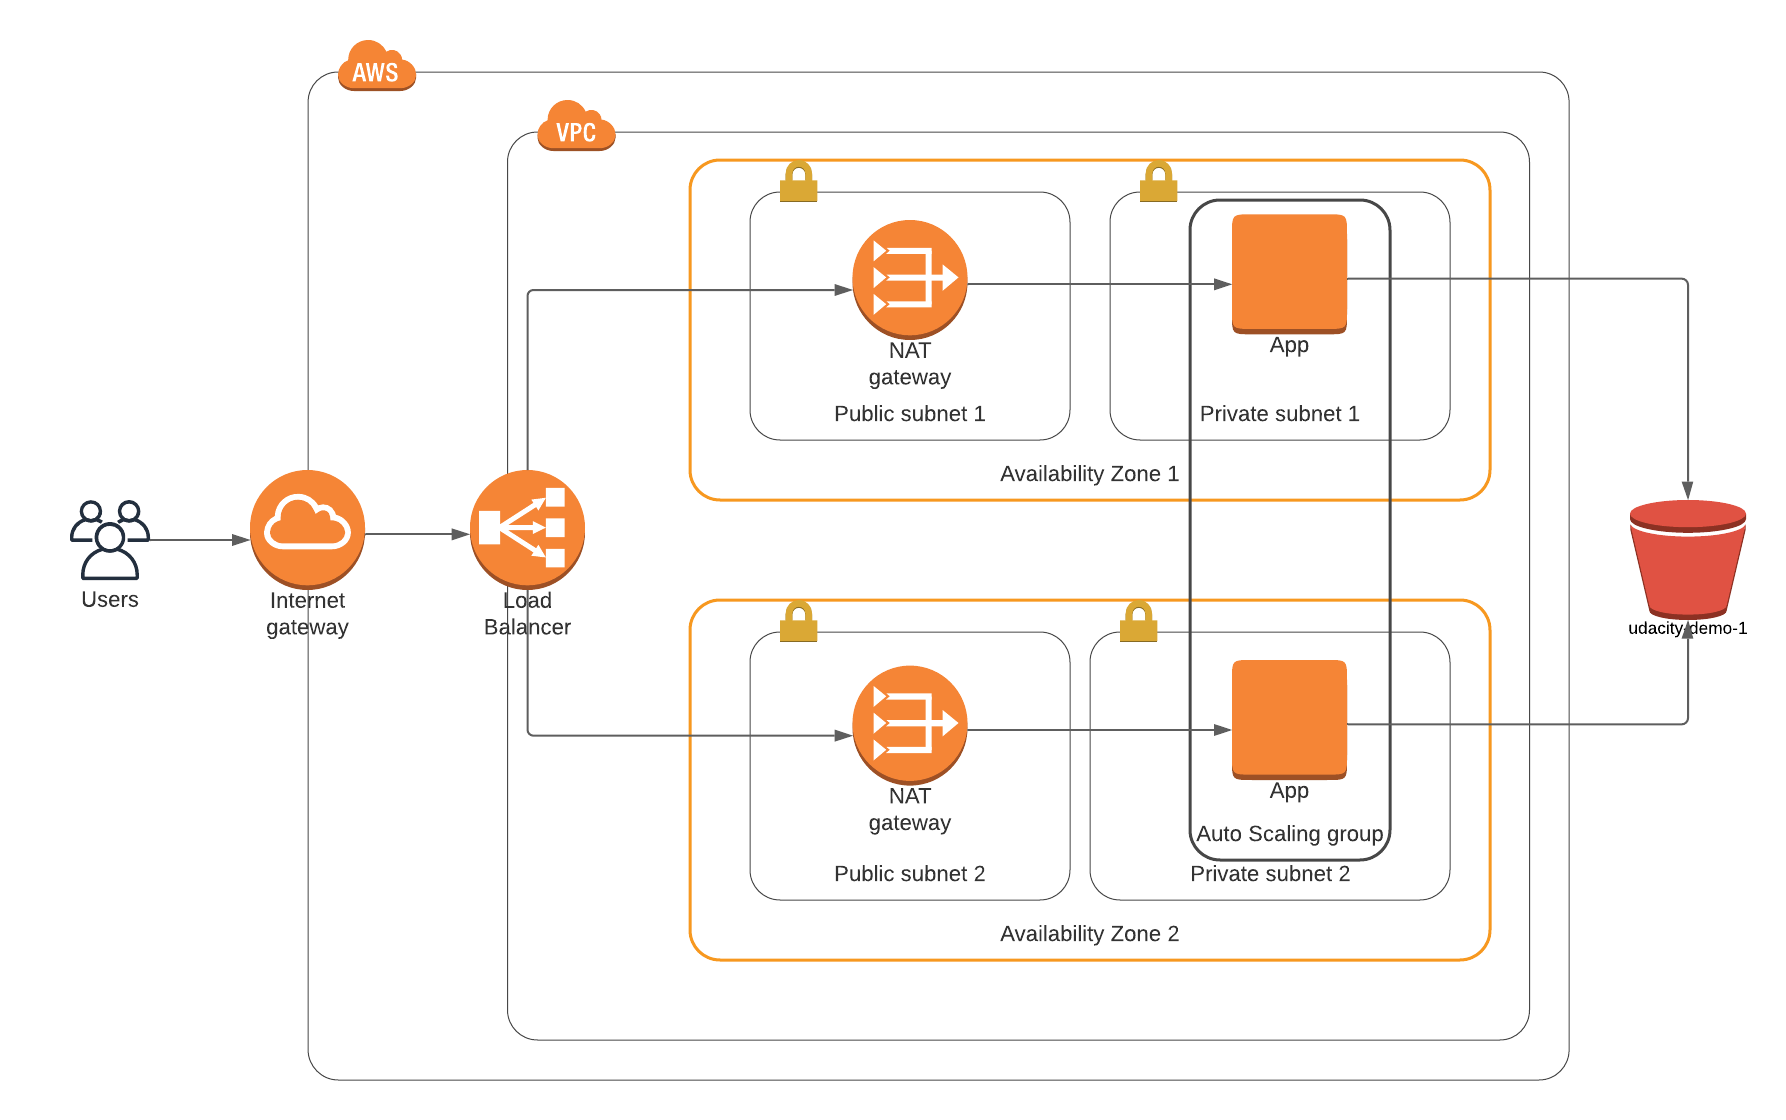 AWS
VPC
NAT
gateway
Public subnet 1
App
Private subnet 1
Availability Zone 1
Users
Internet
gateway
Load
Balancer
udacity-demo-1
NAT
gateway
Public subnet 2
App
Auto Scaling group
Private subnet 2
Availability Zone 2